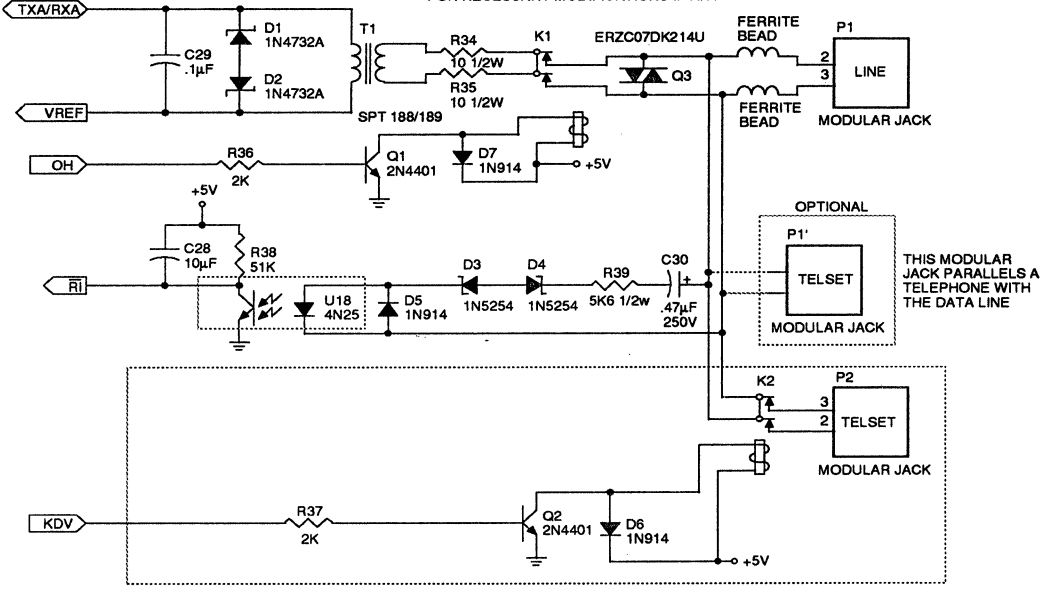 TXA/RXA
D1
1N4732A
C29
.1µF
D2
1N4732A
VREF
T1
SPT 188/189
R34
10 1/2W
R35
10 1/2W
K1
ERZC07DK214U
Q3
FERRITE
BEAD
FERRITE
BEAD
P1
2
3
LINE
MODULAR JACK
OH
R36
2K
Q1
2N4401
D7
1N914
+5V
+5V
C28
10µF
R38
51K
RI
U18
4N25
D5
1N914
D3
1N5254
D4
1N5254
R39
5K6 1/2w
C30
+
.47µF
250V
OPTIONAL
P1'
TELSET
MODULAR JACK
THIS MODULAR
JACK PARALLELS A
TELEPHONE WITH
THE DATA LINE
K2
P2
3
2
TELSET
MODULAR JACK
KDV
R37
2K
Q2
2N4401
D6
1N914
+5V